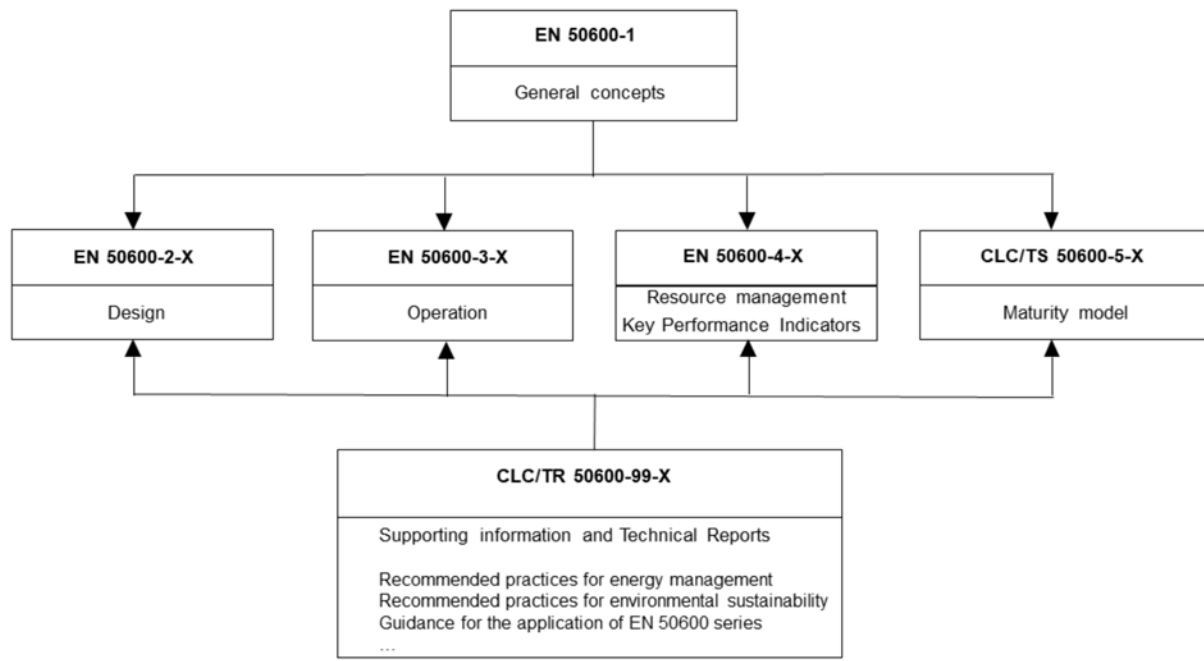 EN 50600-1
General concepts
EN 50600-2-X
Design
EN 50600-3-X
Operation
EN 50600-4-X
Resource management
Key Performance Indicators
CLC/TS 50600-5-X
Maturity model
CLC/TR 50600-99-X
Supporting information and Technical Reports
Recommended practices for energy management
Recommended practices for environmental sustainability
Guidance for the application of EN 50600 series
...